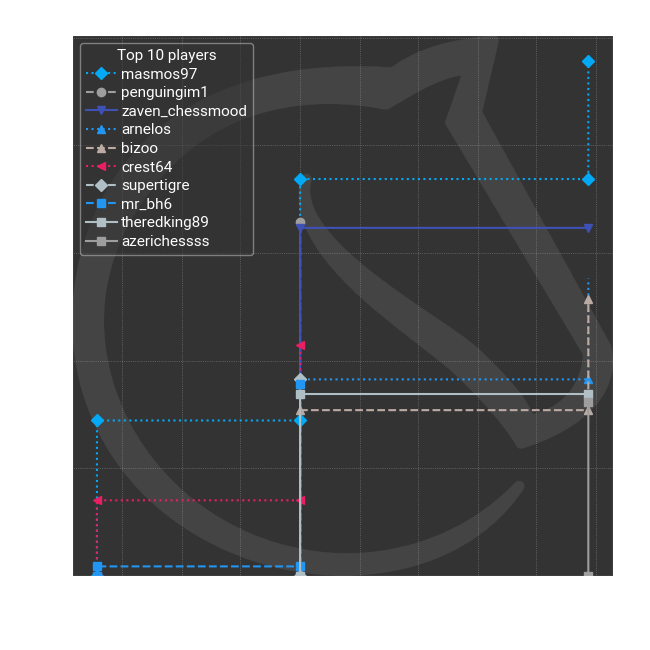 Top 10 players
masmos97
penguingim1
zaven_chessmood
arnelos
bizoo
crest64
supertigre
mr_bh6
theredking89
azerichessss